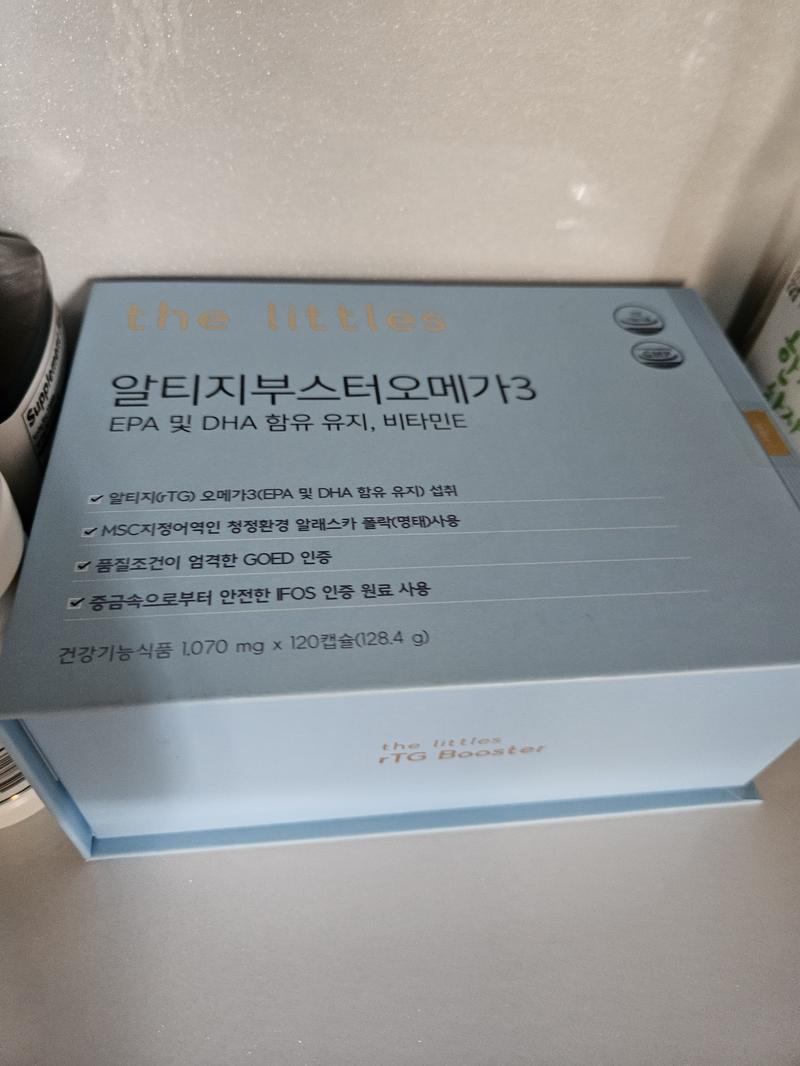 the littles
GMP
알티지부스터오메가3
EPA 및 DHA 함유 유지, 비타민E
알티지(rTG) 오메가3(EPA 및 DHA 함유 유지) 섭취
MSC지정어역인 청정환경 알래스카 폴락(명태)사용
품질조건이 엄격한 GOED 인증
중금속으로부터 안전한 IFOS 인증 원료 사용
건강기능식품 1,070 mg x 120캡슐(128.4 g)
the littles
rTG Booster
Supplement